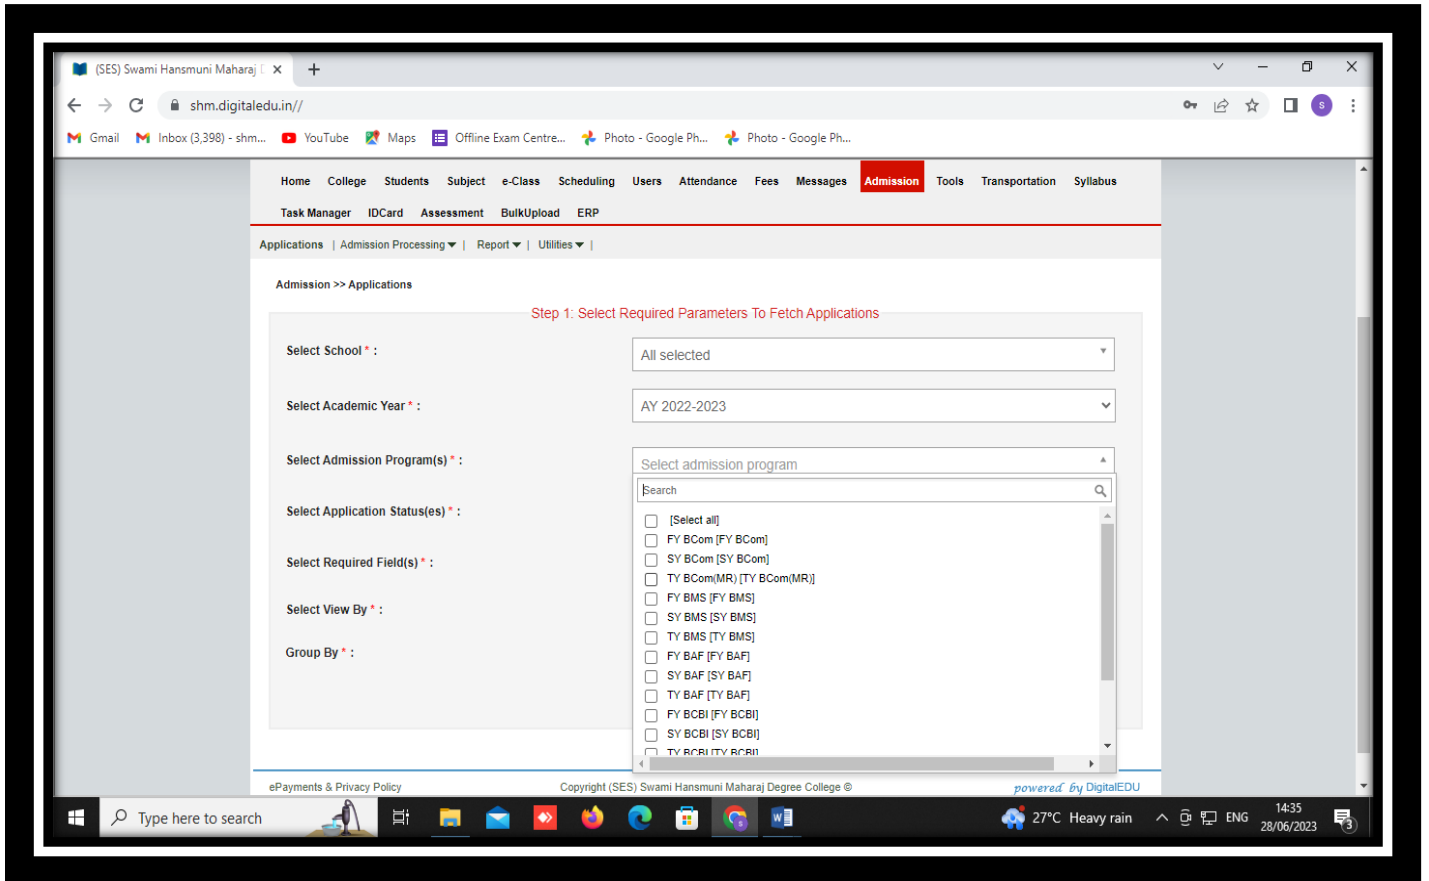 (SES) Swami Hansmuni Maharaj
shm.digitaledu.in//
Gmail Inbox (3,398) - shm... YouTube Maps Offline Exam Centre... Photo - Google Ph... Photo - Google Ph...
Home College Students Subject e-Class Scheduling Users Attendance Fees Messages Admission Tools Transportation Syllabus
Task Manager IDCard Assessment BulkUpload ERP
Applications | Admission Processing | Report | Utilities |
Admission >> Applications
Step 1: Select Required Parameters To Fetch Applications
Select School * : All selected
Select Academic Year * : AY 2022-2023
Select Admission Program(s) * : Select admission program
Search
Select Application Status(es) * :
[Select all]
FY BCom [FY BCom]
SY BCom [SY BCom]
Select Required Field(s) * :
TY BCom(MR) [TY BCom(MR)]
FY BMS [FY BMS]
Select View By * :
SY BMS [SY BMS]
TY BMS [TY BMS]
Group By * :
FY BAF [FY BAF]
SY BAF [SY BAF]
TY BAF [TY BAF]
FY BCBI [FY BCBI]
SY BCBI [SY BCBI]
TY BCBI [TY BCBI]
ePayments & Privacy Policy Copyright (SES) Swami Hansmuni Maharaj Degree College © powered by DigitalEDU
Type here to search 27°C Heavy rain ENG 14:35
28/06/2023 3